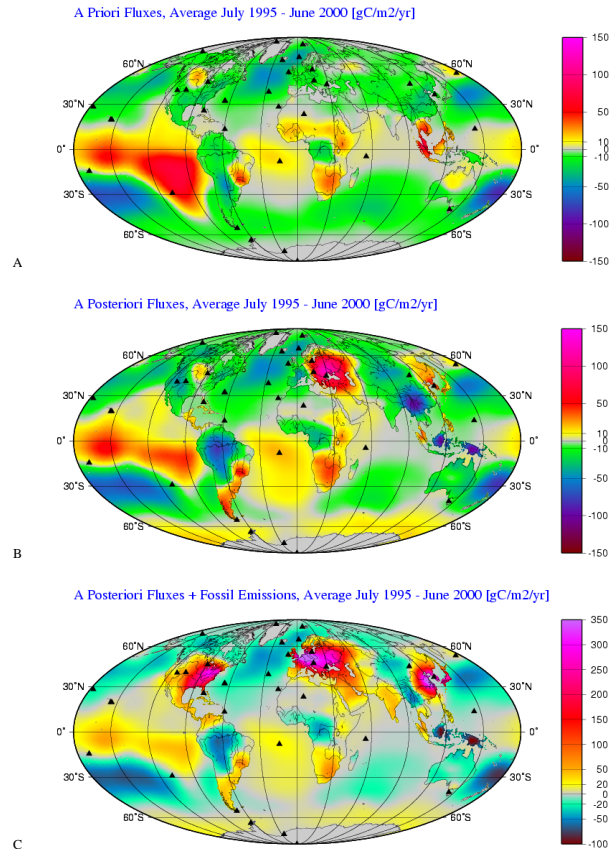 A Priori Fluxes, Average July 1995 - June 2000 [gC/m2/yr]
60°N
30°N
0°
30°S
60°S
60°N
30°N
0°
30°S
60°S
150
100
50
10
0
-10
-50
-100
-150
A
A Posteriori Fluxes, Average July 1995 - June 2000 [gC/m2/yr]
60°N
30°N
0°
30°S
60°S
60°N
30°N
0°
30°S
60°S
150
100
50
10
0
-10
-50
-100
-150
B
A Posteriori Fluxes + Fossil Emissions, Average July 1995 - June 2000 [gC/m2/yr]
60°N
30°N
0°
30°S
60°S
60°N
30°N
0°
30°S
60°S
350
300
250
200
150
100
50
20
0
-20
-50
-100
C